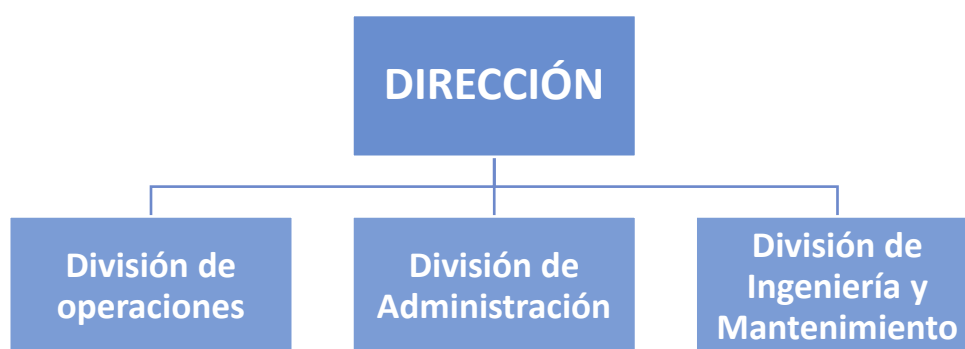 DIRECCIÓN
División de
operaciones
División de
Administración
División de
Ingeniería y
Mantenimiento